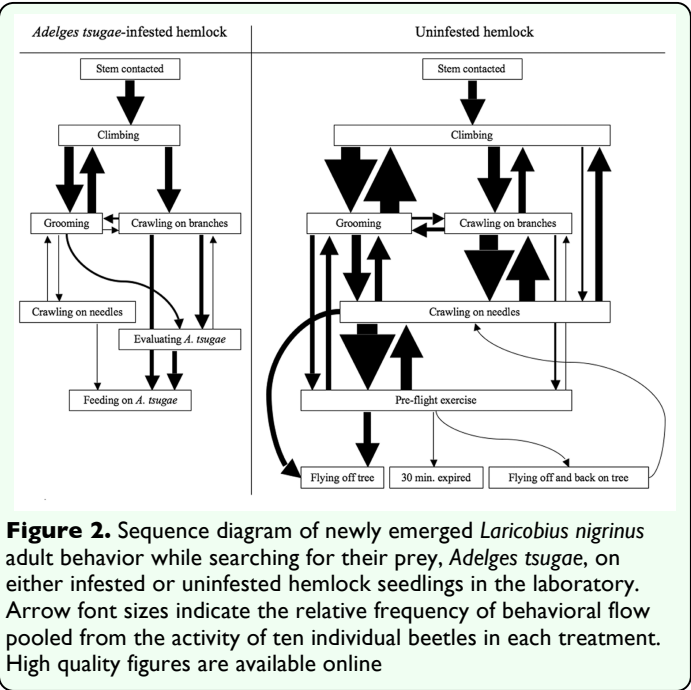 Adelges tsugae-infested hemlock
Stem contacted
Climbing
Grooming
Crawling on branches
Crawling on needles
Evaluating A. tsugae
Feeding on A. tsugae
Uninfested hemlock
Stem contacted
Climbing
Grooming
Crawling on branches
Crawling on needles
Pre-flight exercise
Flying off tree
30 min. expired
Flying off and back on tree
Figure 2. Sequence diagram of newly emerged Laricobius nigrinus
adult behavior while searching for their prey, Adelges tsugae, on
either infested or uninfested hemlock seedlings in the laboratory.
Arrow font sizes indicate the relative frequency of behavioral flow
pooled from the activity of ten individual beetles in each treatment.
High quality figures are available online